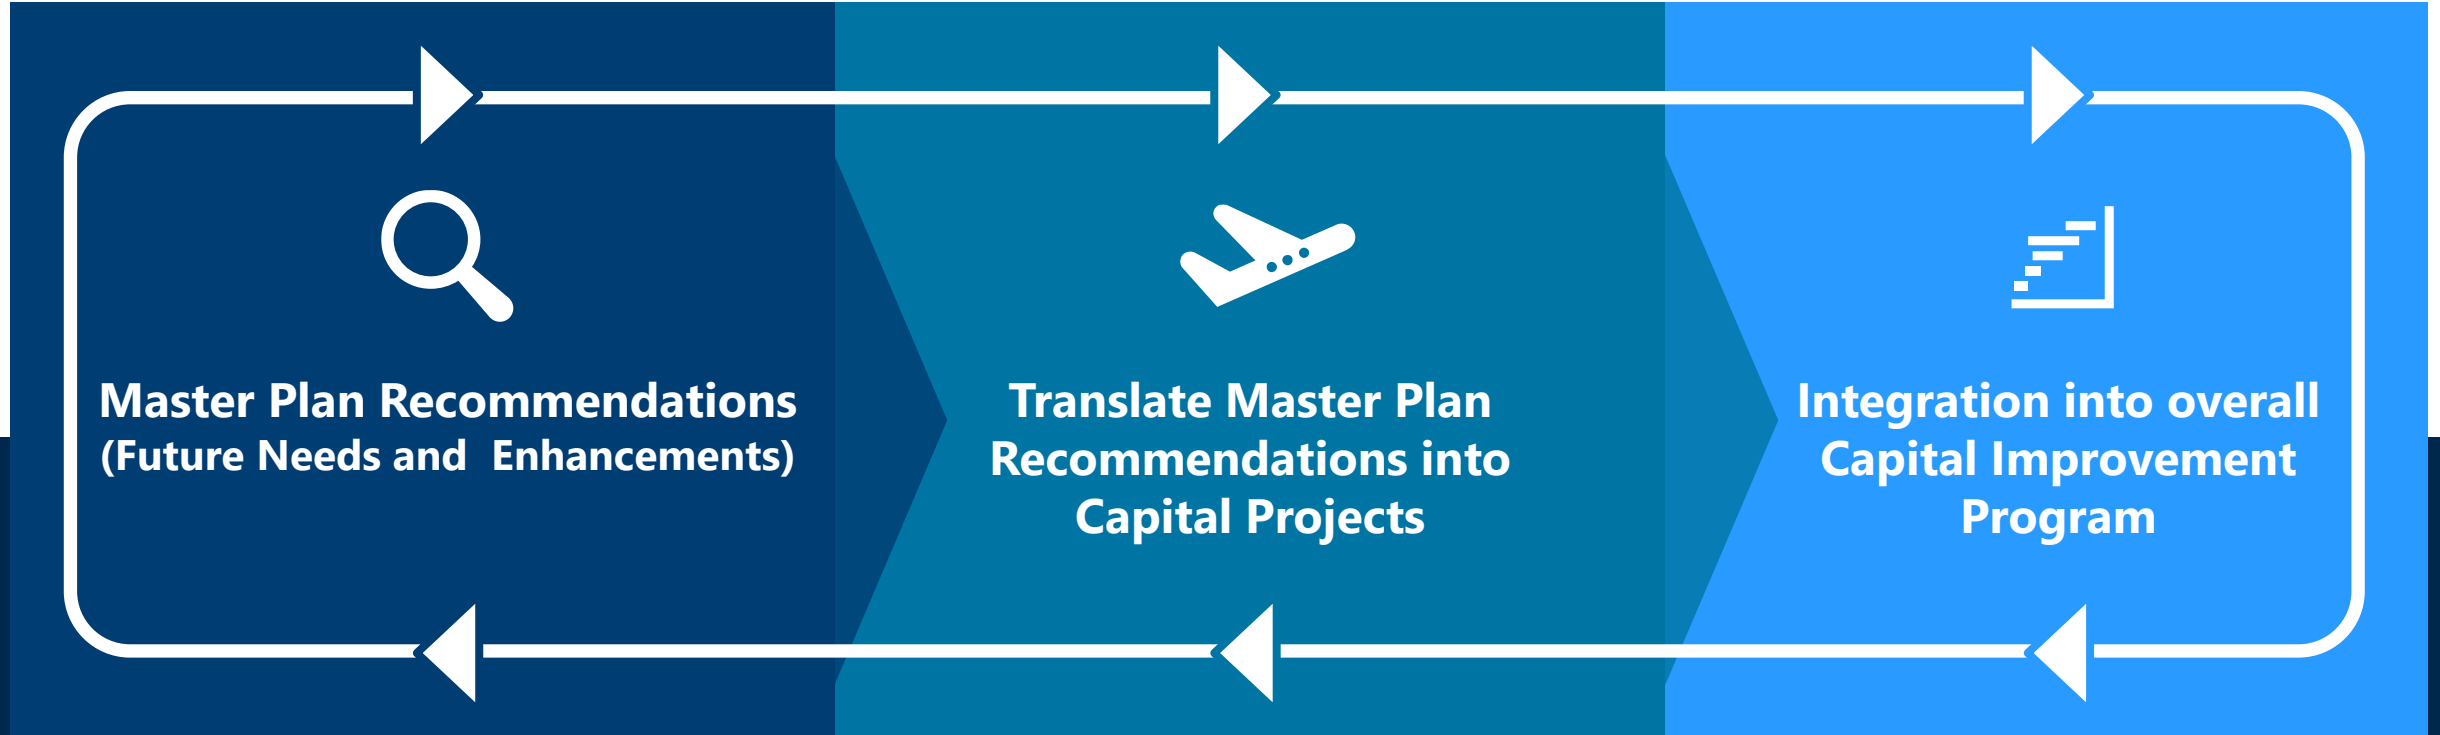 Master Plan Recommendations
(Future Needs and  Enhancements)
Translate Master Plan
Recommendations into
Capital Projects
Integration into overall
Capital Improvement
Program